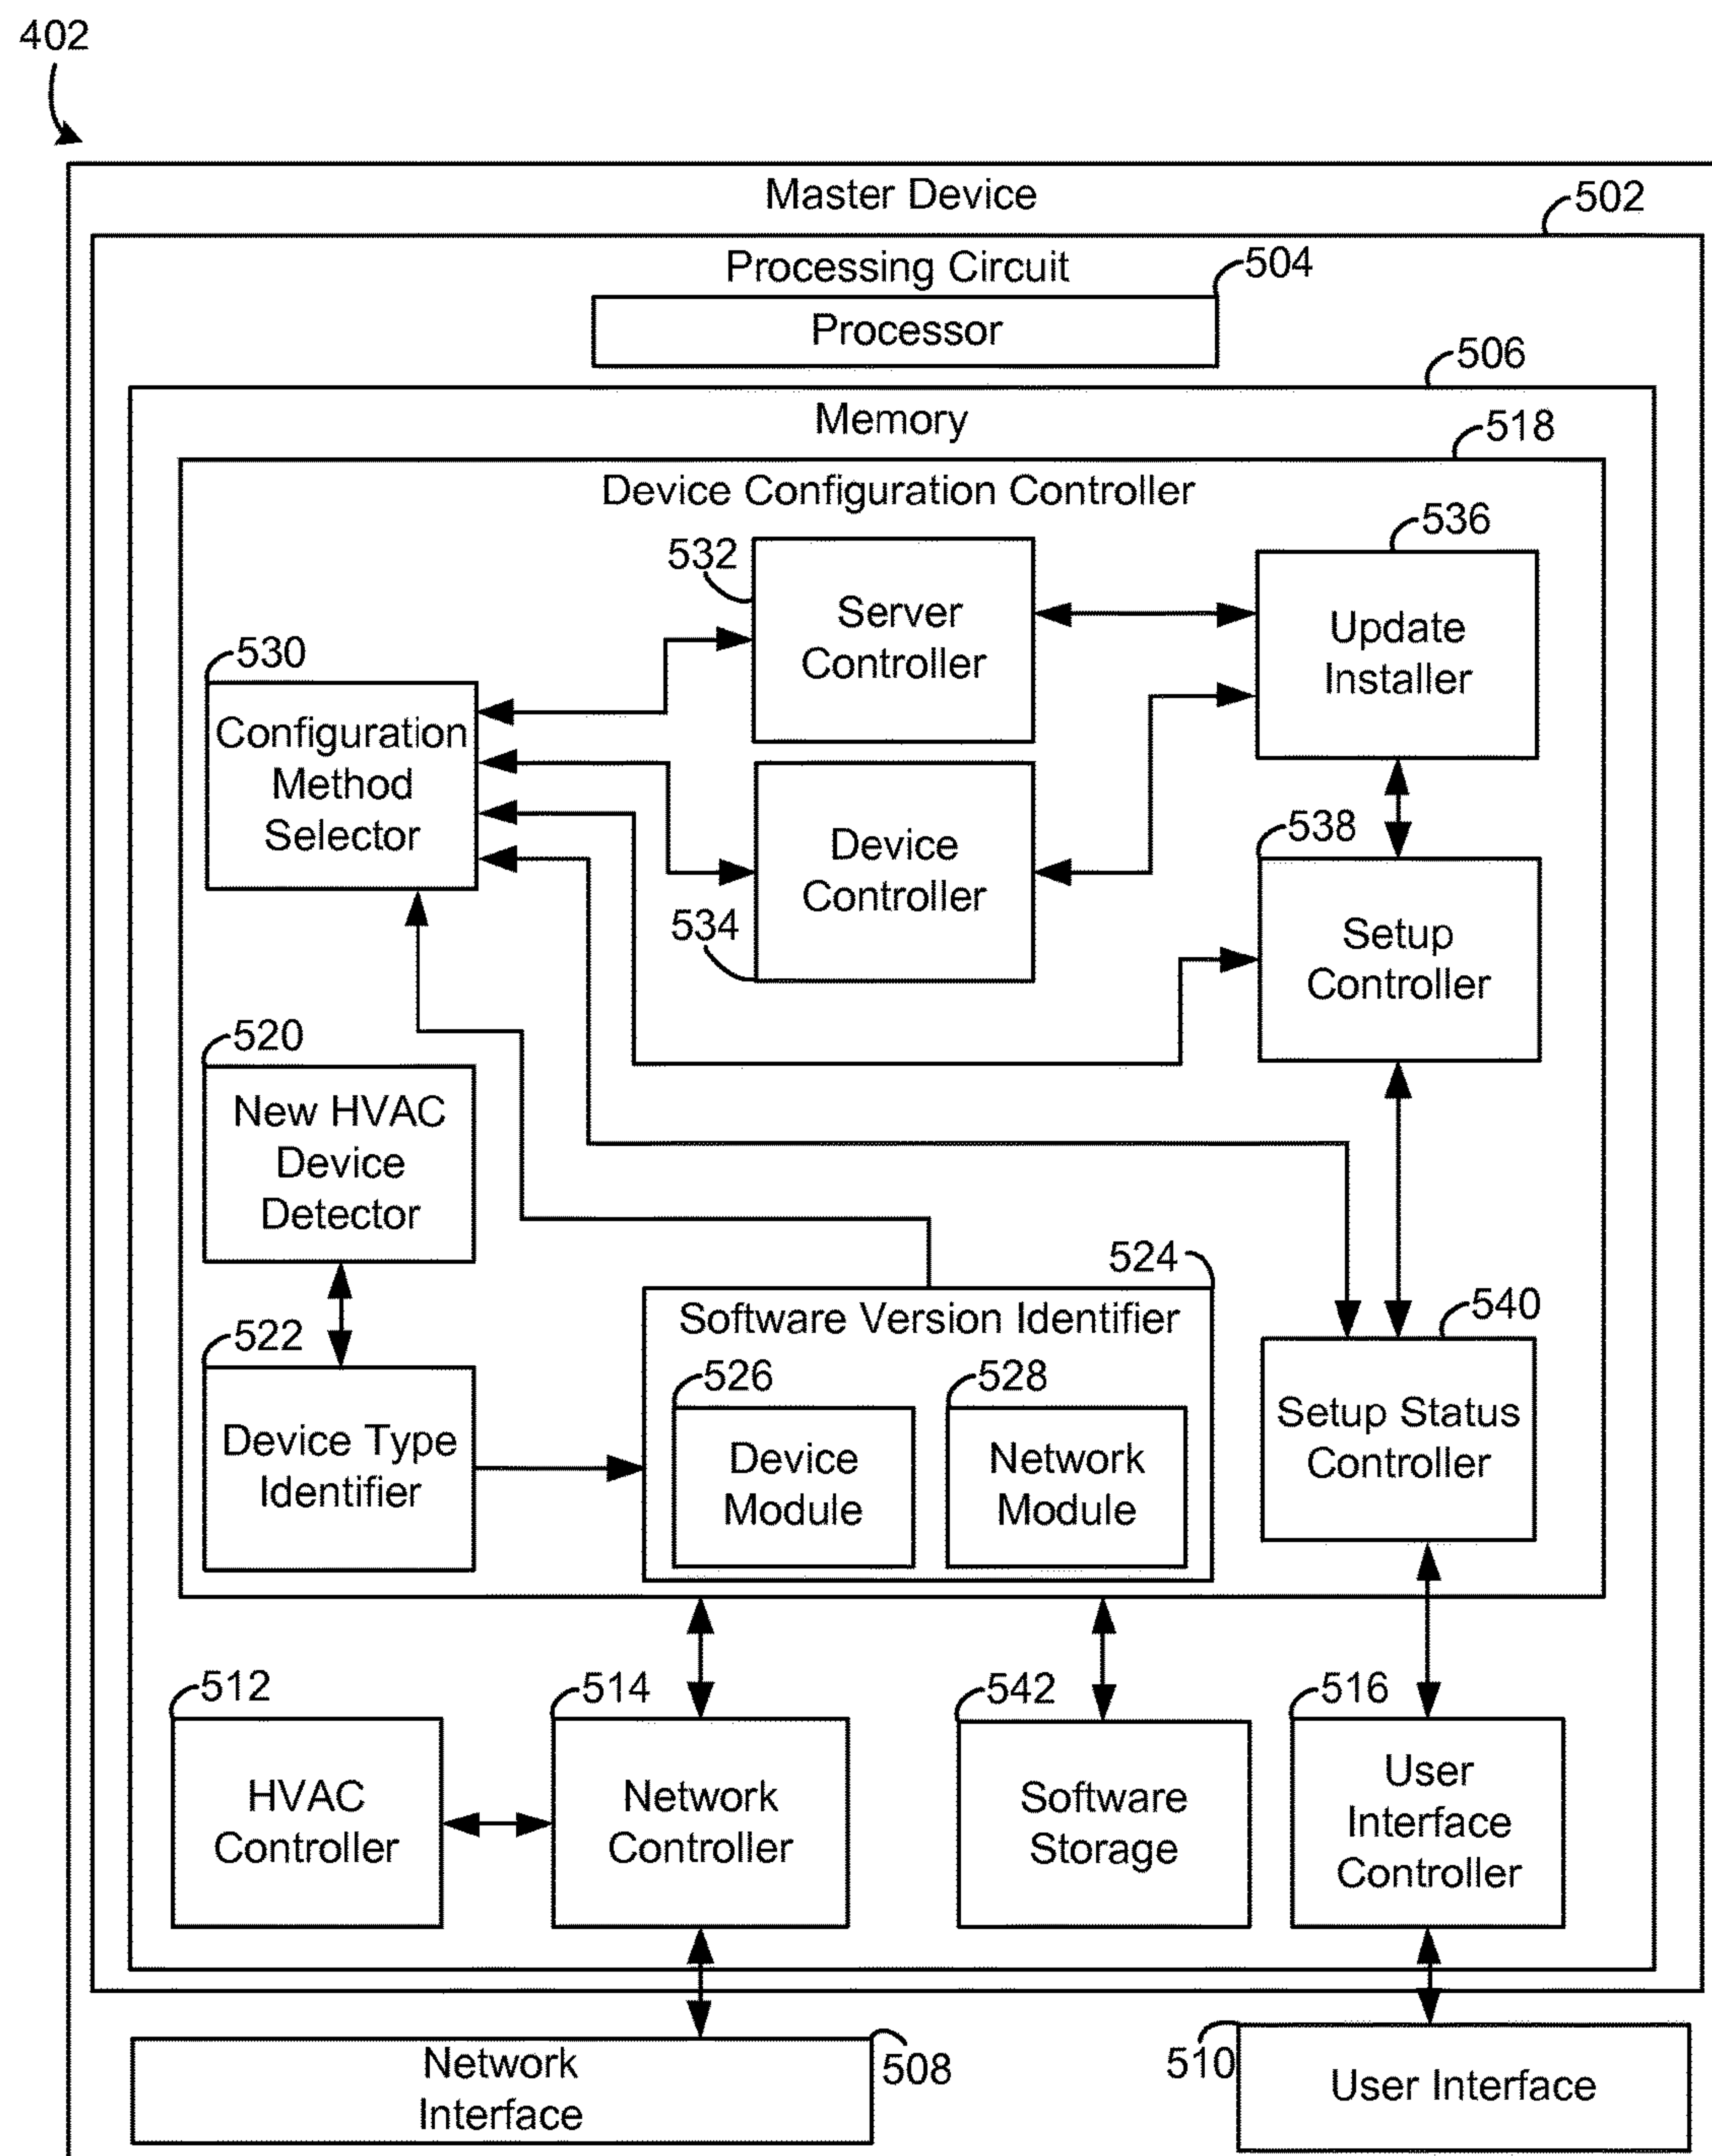 402
Master Device
502
Processing Circuit
504
Processor
506
Memory
518
Device Configuration Controller
536
532
Server
Controller
Update
Installer
530
Configuration
Method
Selector
538
Device
Controller
534
Setup
Controller
520
New HVAC
Device
Detector
524
Software Version Identifier
540
522
526
528
Device Type
Identifier
Device
Module
Network
Module
Setup Status
Controller
512
514
542
516
HVAC
Controller
Network
Controller
Software
Storage
User
Interface
Controller
Network
Interface
508
510
User Interface